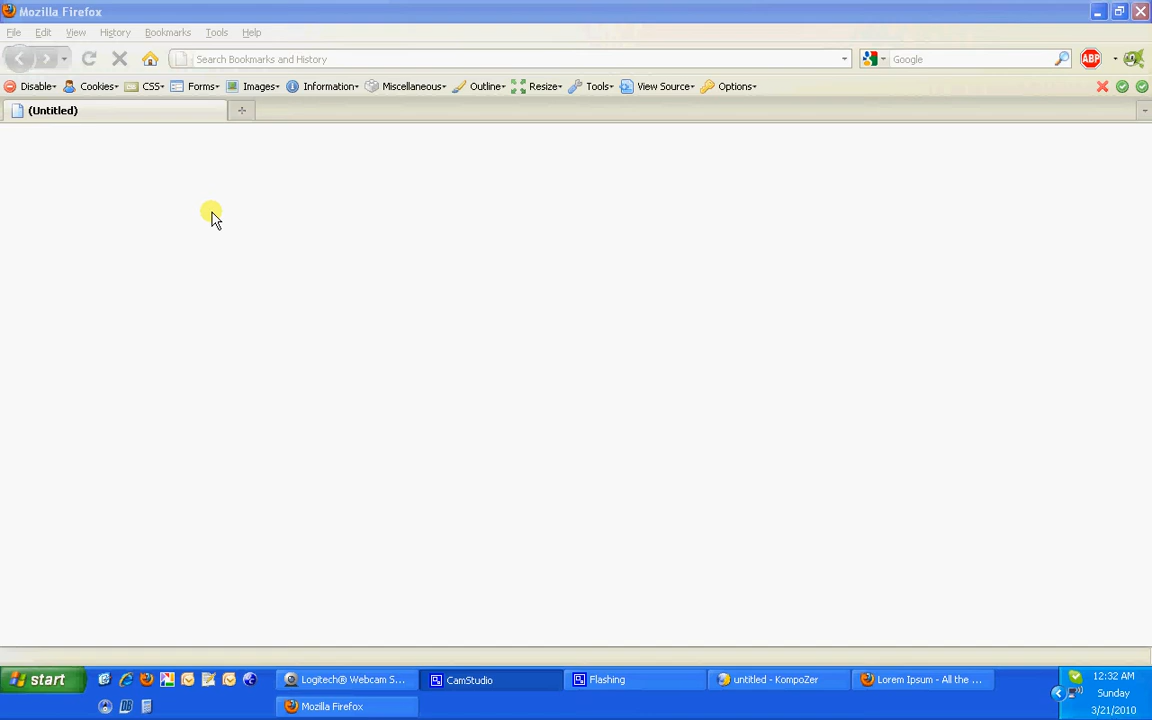 Mozilla Firefox
File Edit View History Bookmarks Tools Help
Search Bookmarks and History Google ABP
Disable Cookies CSS Forms Images Information Miscellaneous Outline Resize Tools View Source Options
(Untitled)
start Logitech® Webcam S... CamStudio Flashing untitled - KompoZer Lorem Ipsum - All the ... 12:32 AM
Sunday
Mozilla Firefox 3/21/2010